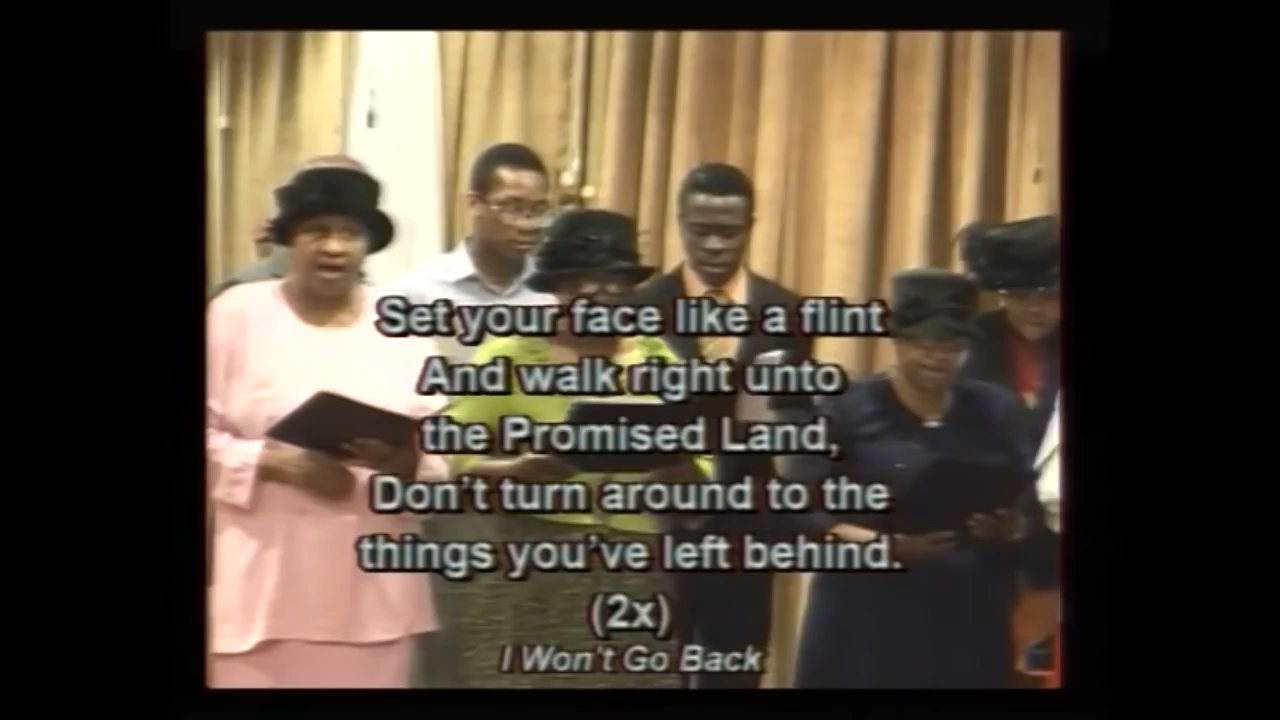 Set your face like a flint
And walk right unto
the Promised Land,
Don't turn around to the
things you've left behind.
(2x)
I Won't Go Back